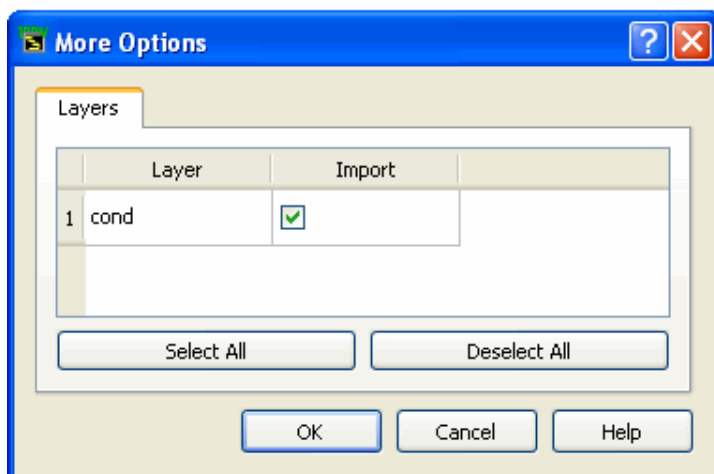 More Options
Layers
Layer Import
1 cond
Select All Deselect All
OK Cancel Help